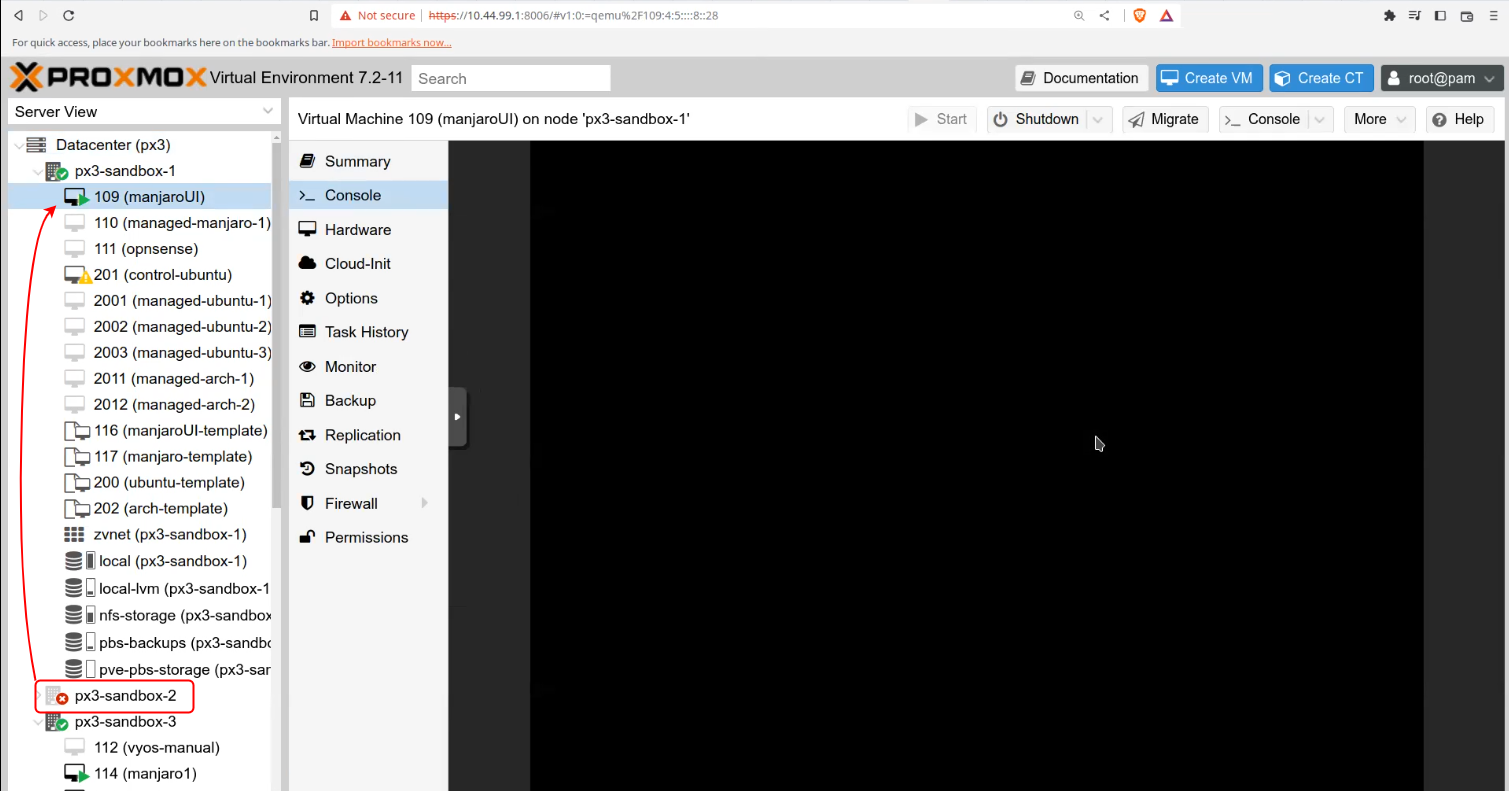 Not secure | https://10.44.99.1:8006/#v1:0:=qemu%2F109:4:5::::8::28
For quick access, place your bookmarks here on the bookmarks bar. Import bookmarks now...
PROXMOX Virtual Environment 7.2-11 Search Documentation Create VM Create CT root@pam
Server View
Virtual Machine 109 (manjaroUI) on node 'px3-sandbox-1' Start Shutdown Migrate Console More Help
Datacenter (px3)
px3-sandbox-1
109 (manjaroUI)
110 (managed-manjaro-1)
111 (opnsense)
201 (control-ubuntu)
2001 (managed-ubuntu-1)
2002 (managed-ubuntu-2)
2003 (managed-ubuntu-3)
2011 (managed-arch-1)
2012 (managed-arch-2)
116 (manjaroUI-template)
117 (manjaro-template)
200 (ubuntu-template)
202 (arch-template)
zvnet (px3-sandbox-1)
local (px3-sandbox-1)
local-lvm (px3-sandbox-1
nfs-storage (px3-sandbox
pbs-backups (px3-sandbo
pve-pbs-storage (px3-sar
px3-sandbox-2
px3-sandbox-3
112 (vyos-manual)
114 (manjaro1)
Summary
Console
Hardware
Cloud-Init
Options
Task History
Monitor
Backup
Replication
Snapshots
Firewall
Permissions